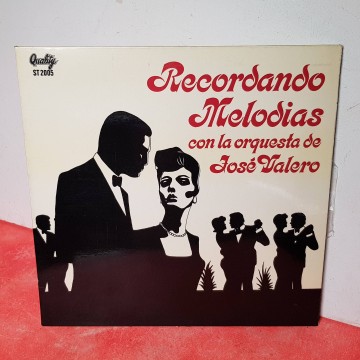 Quality
ST 2005
Recordando
Melodias
con la orquesta de
José Valero